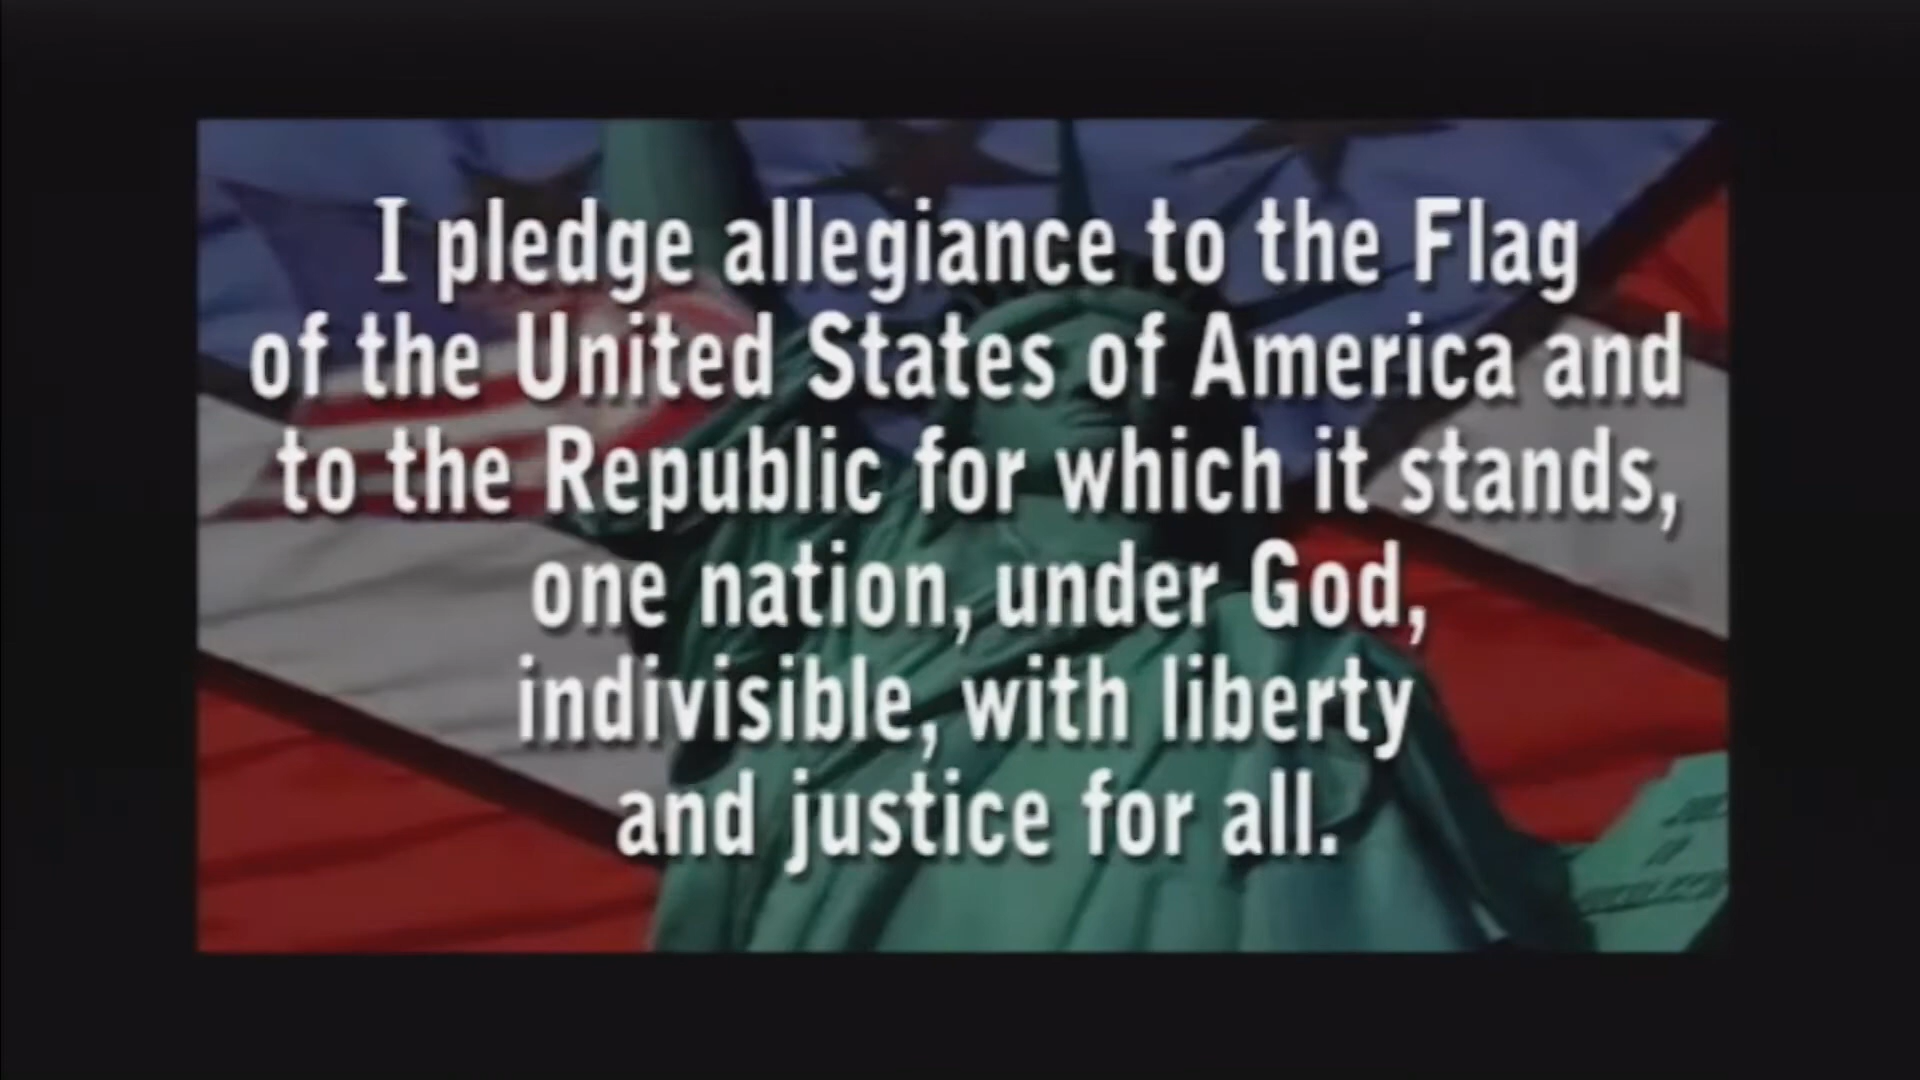 I pledge allegiance to the Flag
of the United States of America and
to the Republic for which it stands,
one nation, under God,
indivisible, with liberty
and justice for all.